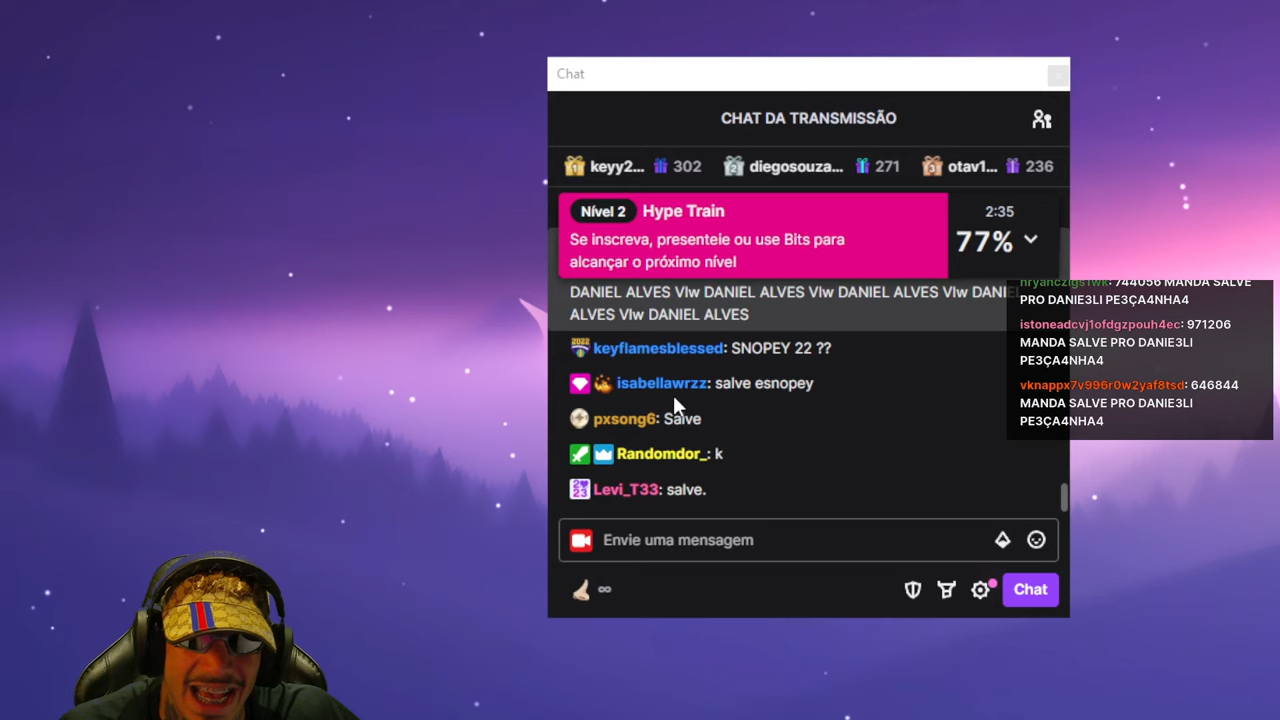 Chat
CHAT DA TRANSMISSÃO
keyy2... 302 diegosouza... 271 otav1... 236
Nível 2 Hype Train
Se inscreva, presenteie ou use Bits para
alcançar o próximo nível
2:35
77%
DANIEL ALVES Vlw DANIEL ALVES Vlw DANIEL ALVES Vlw DANIE
ALVES Vlw DANIEL ALVES
keyflamesblessed: SNOPEY 22 ??
isabellawrzz: salve esnopey
pxsong6: Salve
Randomdor_: k
Levi_T33: salve.
Envie uma mensagem
∞
Chat
744056 MANDA SALVE
PRO DANIE3LI PE3ÇA4NHA4
istoneadcvj1ofdgzpouh4ec: 971206
MANDA SALVE PRO DANIE3LI
PE3ÇA4NHA4
vknappx7v996r0w2yaf8tsd: 646844
MANDA SALVE PRO DANIE3LI
PE3ÇA4NHA4